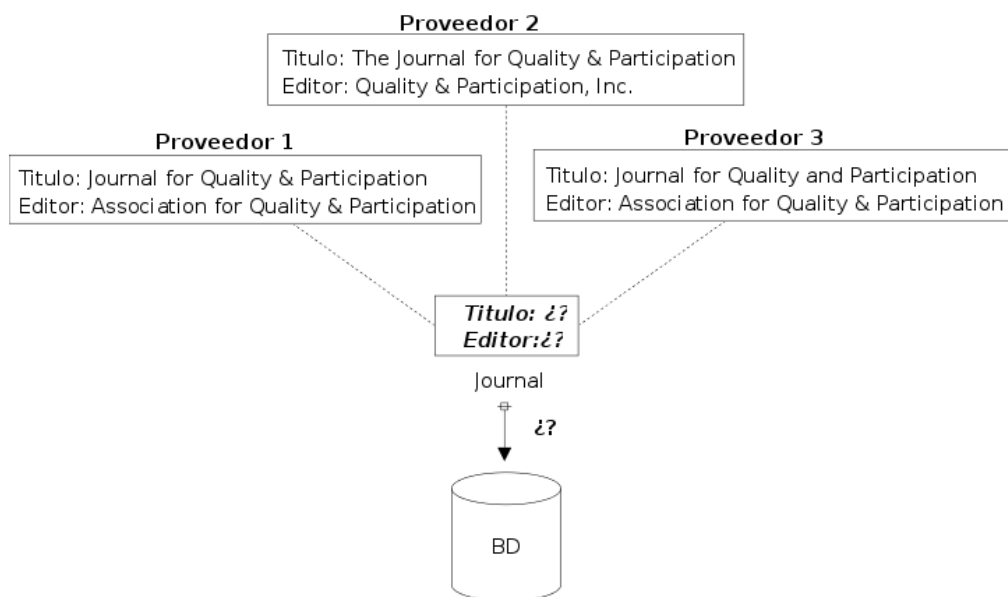 Proveedor 2
Titulo: The Journal for Quality & Participation
Editor: Quality & Participation, Inc.
Proveedor 1
Titulo: Journal for Quality & Participation
Editor: Association for Quality & Participation
Proveedor 3
Titulo: Journal for Quality and Participation
Editor: Association for Quality & Participation
Titulo: ¿?
Editor:¿?
Journal
¿?
BD